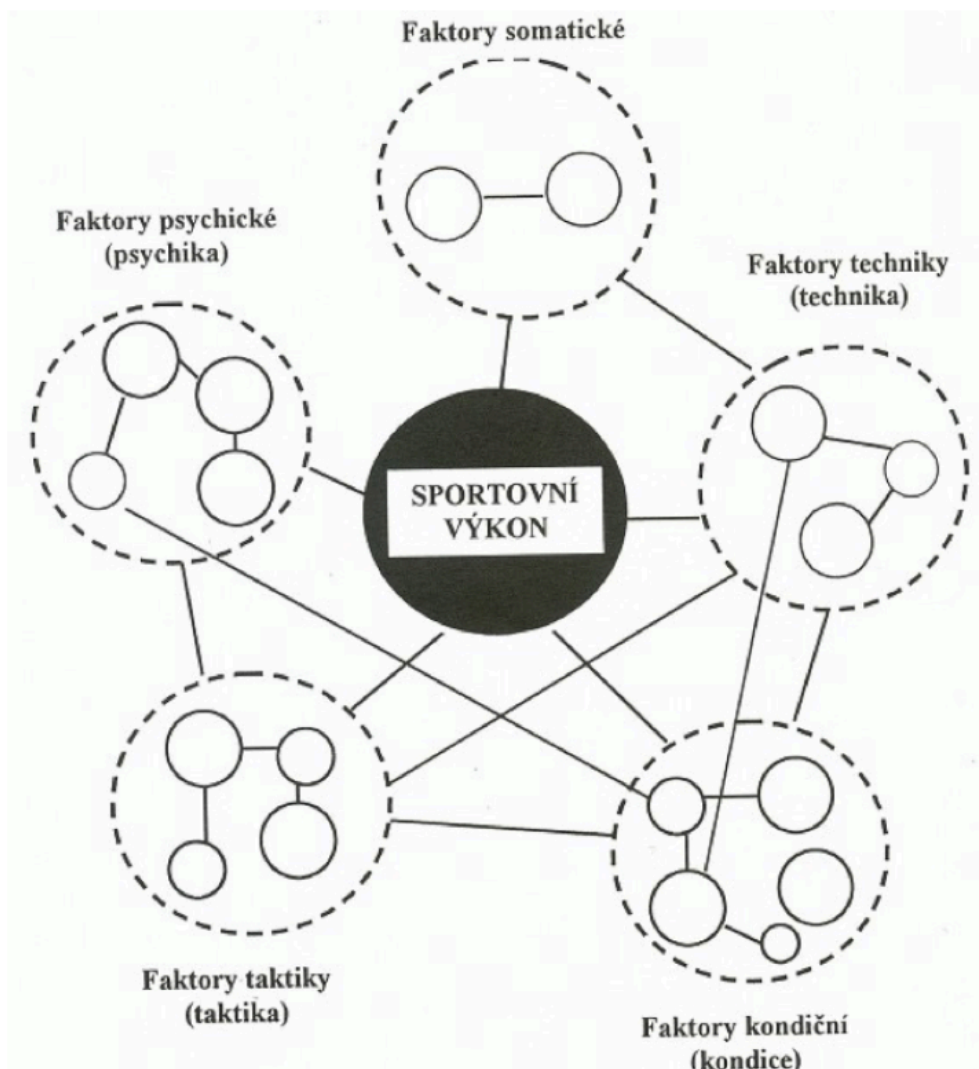 Faktory somatické
Faktory psychické
(psychika)
Faktory techniky
(technika)
SPORTOVNÍ
VÝKON
Faktory taktiky
(taktika)
Faktory kondiční
(kondice)